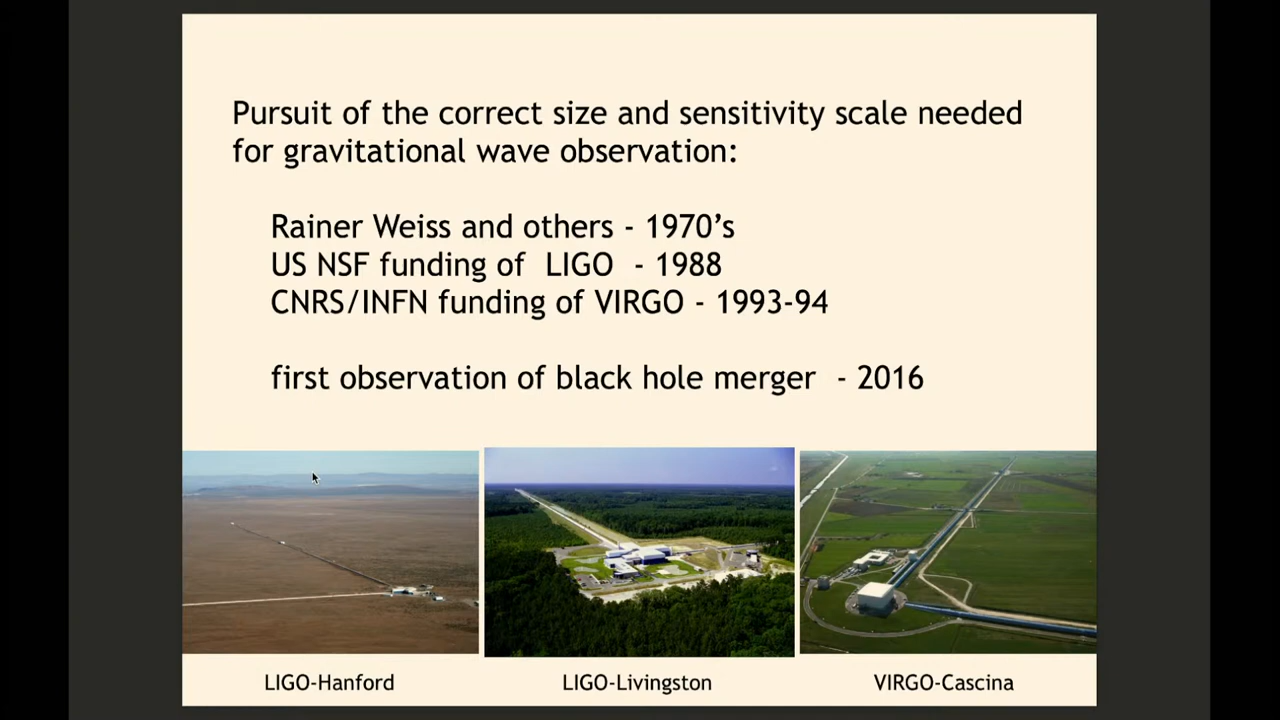 Pursuit of the correct size and sensitivity scale needed
for gravitational wave observation:
Rainer Weiss and others - 1970’s
US NSF funding of LIGO - 1988
CNRS/INFN funding of VIRGO - 1993-94
first observation of black hole merger - 2016
LIGO-Hanford
LIGO-Livingston
VIRGO-Cascina